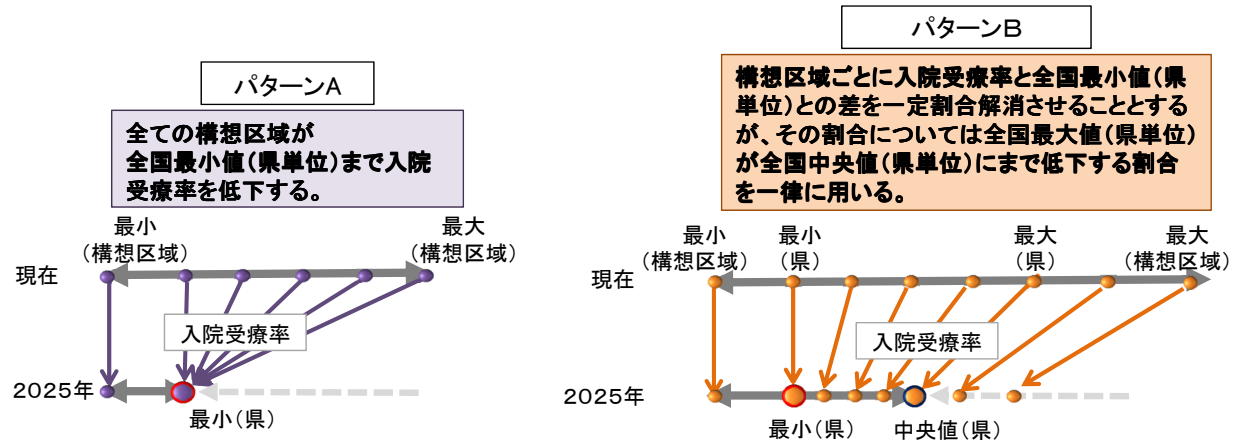 パターンA
全ての構想区域が
全国最小値(県単位)まで入院
受療率を低下する。
最小
(構想区域)
最大
(構想区域)
現在
入院受療率
2025年
最小(県)
パターンB
構想区域ごとに入院受療率と全国最小値(県
単位)との差を一定割合解消させることとする
が、その割合については全国最大値(県単位)
が全国中央値(県単位)にまで低下する割合
を一律に用いる。
最小
(構想区域)
最小
(県)
最大
(県)
最大
(構想区域)
現在
入院受療率
2025年
最小(県)
中央値(県)